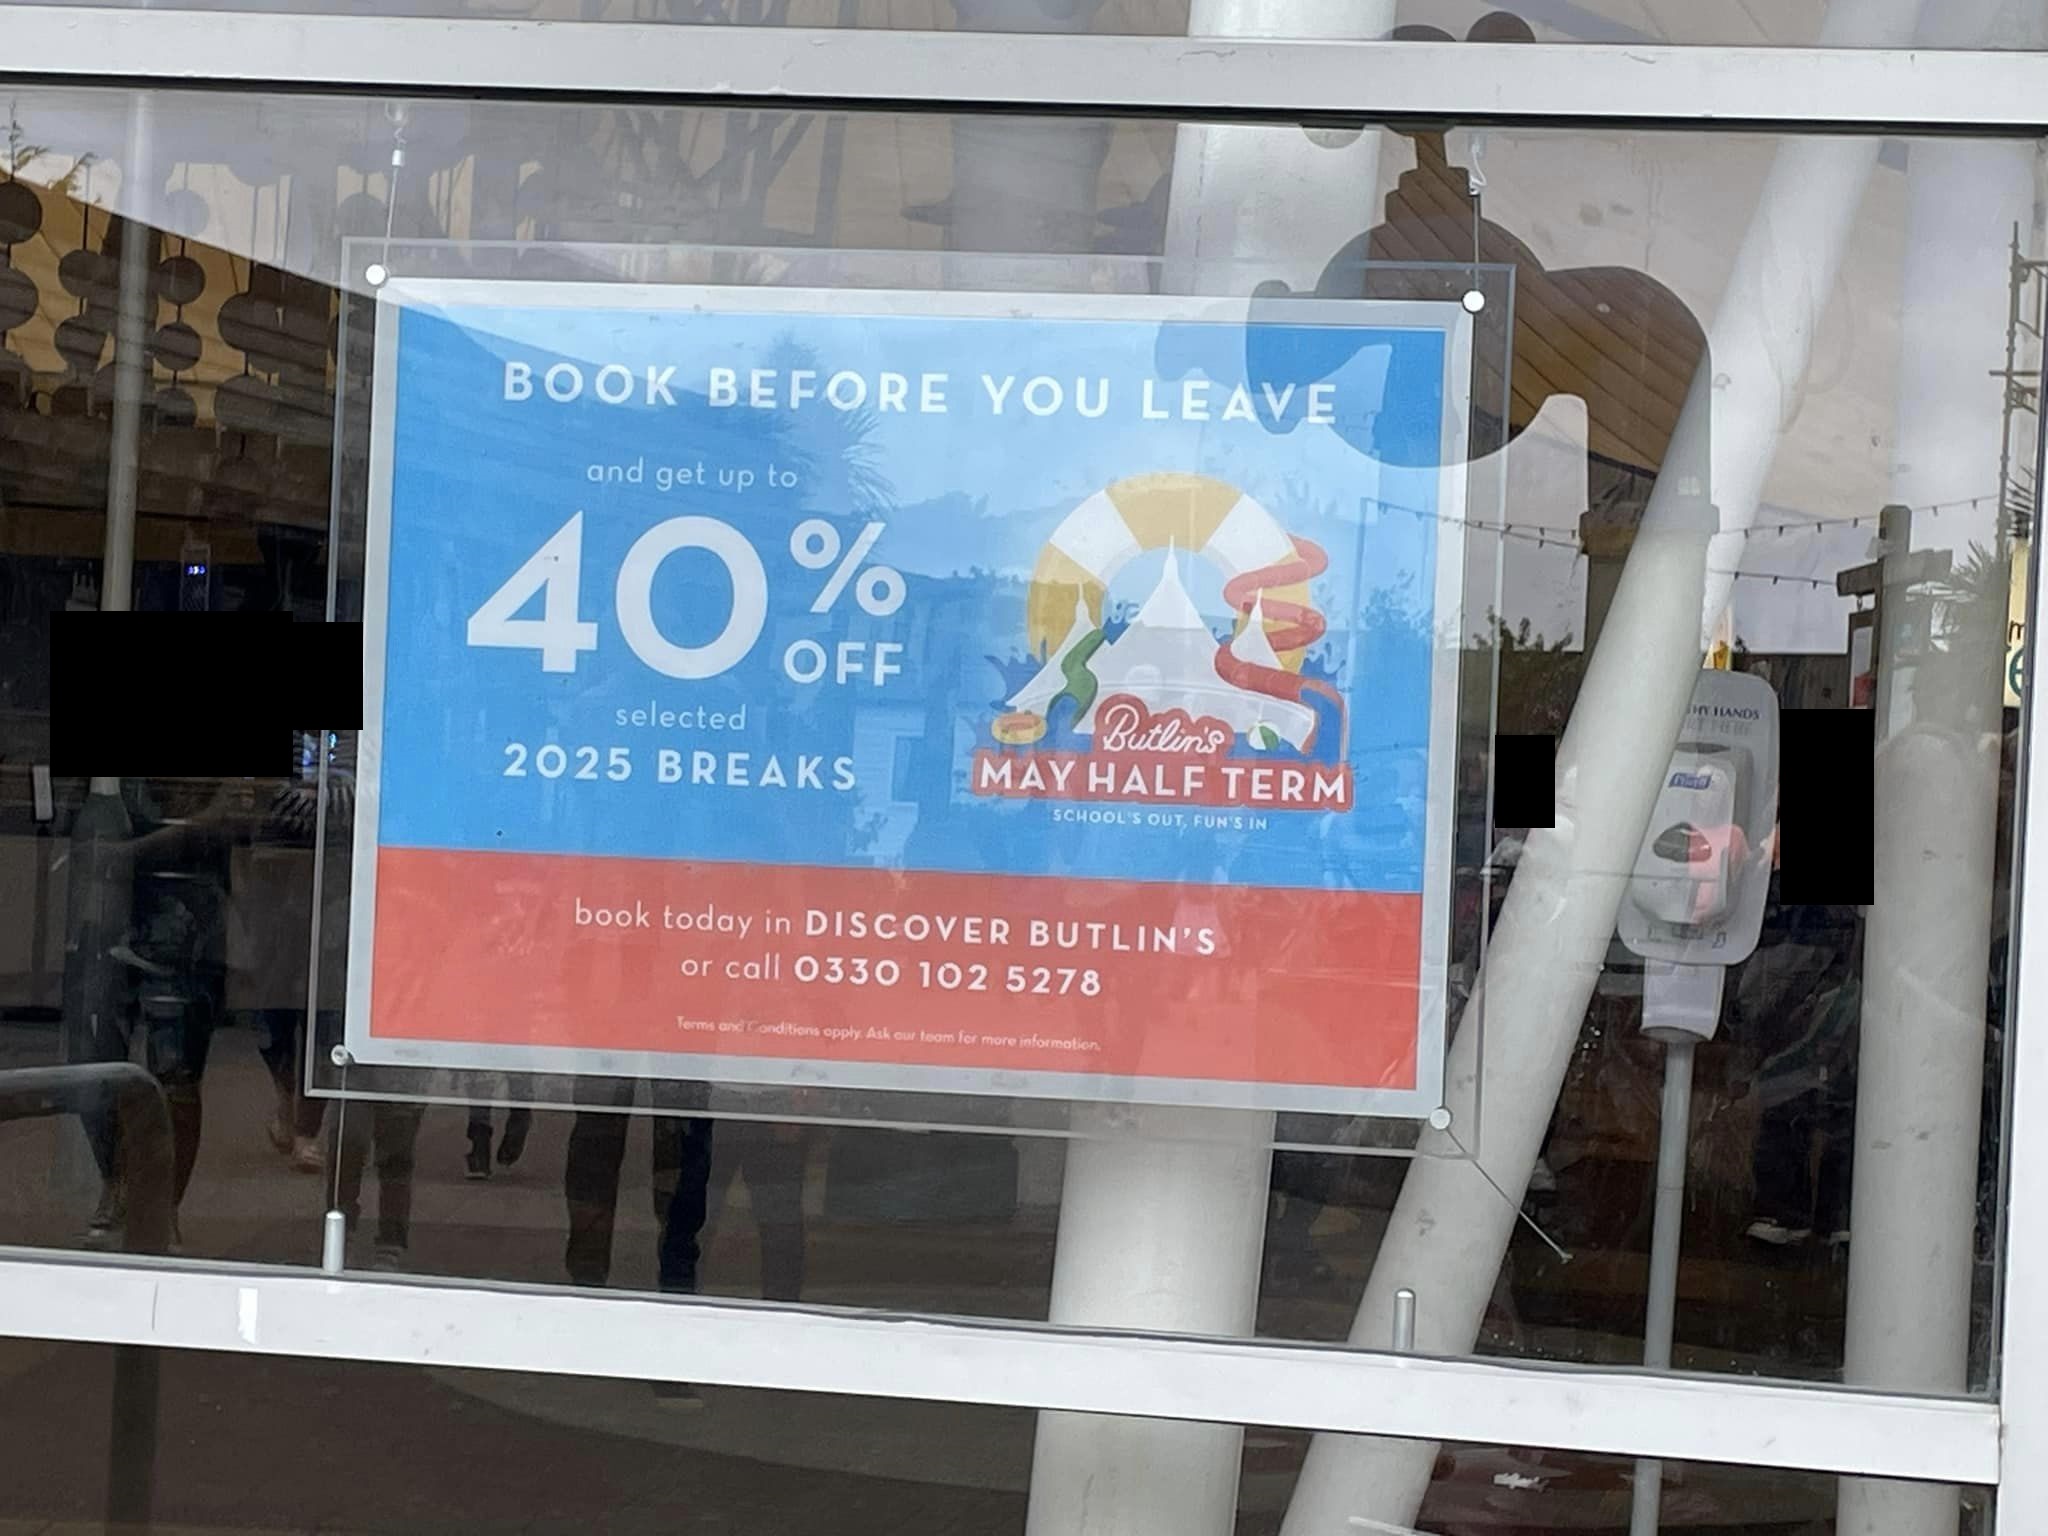 BOOK BEFORE YOU LEAVE
and get up to
40% OFF
selected
2025 BREAKS
Butlin's
MAY HALF TERM
SCHOOL'S OUT, FUN'S IN
book today in DISCOVER BUTLIN'S
or call 0330 102 5278
Terms and Conditions apply. Ask our team for more information.
HANDS